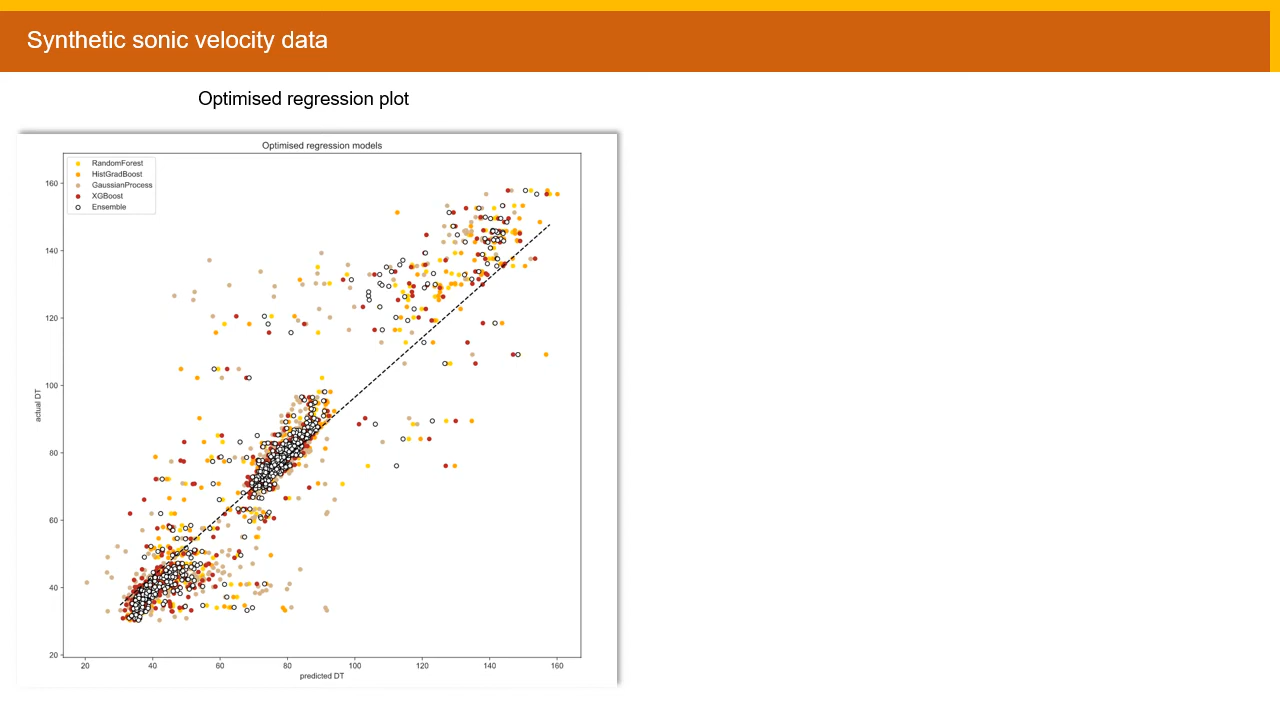 Synthetic sonic velocity data
Optimised regression plot
Optimised regression models
RandomForest
HistGradBoost
GaussianProcess
XGBoost
Ensemble
160
140
120
100
80
60
40
20
actual DT
20 40 60 80 100 120 140 160
predicted DT